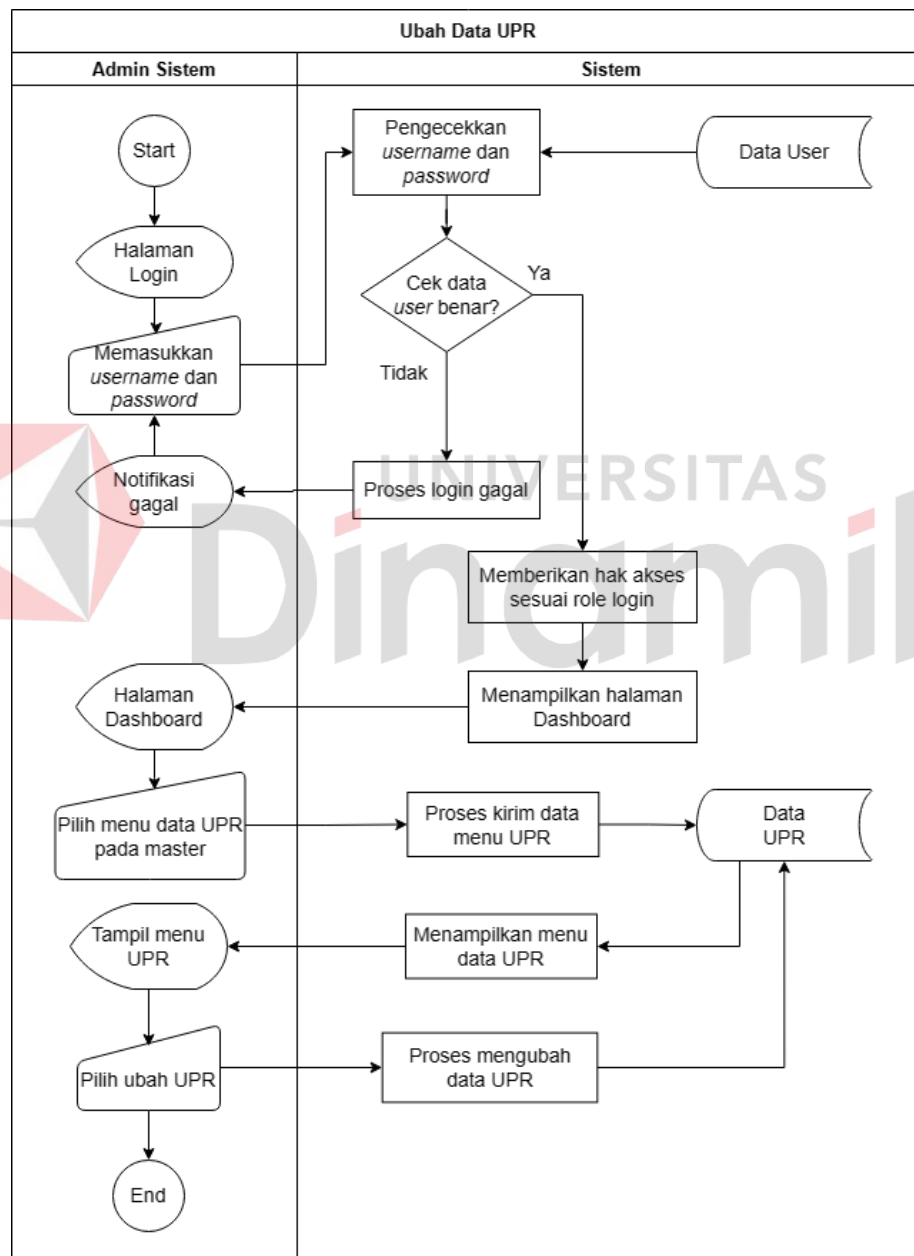 Ubah Data UPR
Admin Sistem
Sistem
Start
Pengecekkan
username dan
password
Data User
Halaman
Login
Cek data
user benar?
Ya
Tidak
Memasukkan
username dan
password
Notifikasi
gagal
Proses login gagal
UNIVERSITAS
Dinamik
Memberikan hak akses
sesuai role login
Halaman
Dashboard
Menampilkan halaman
Dashboard
Pilih menu data UPR
pada master
Proses kirim data
menu UPR
Data
UPR
Tampil menu
UPR
Menampilkan menu
data UPR
Pilih ubah UPR
Proses mengubah
data UPR
End